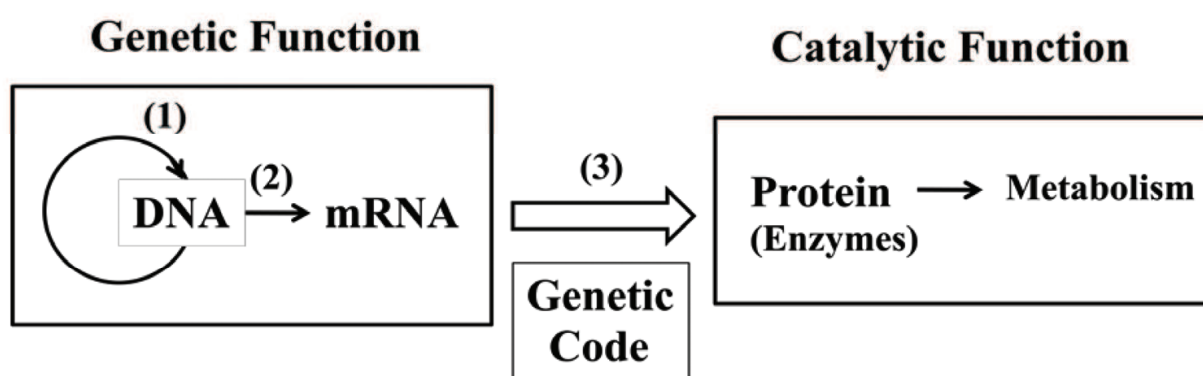 Genetic Function
(1)
(2)
DNA
mRNA
(3)
Genetic
Code
Catalytic Function
Protein
Metabolism
(Enzymes)